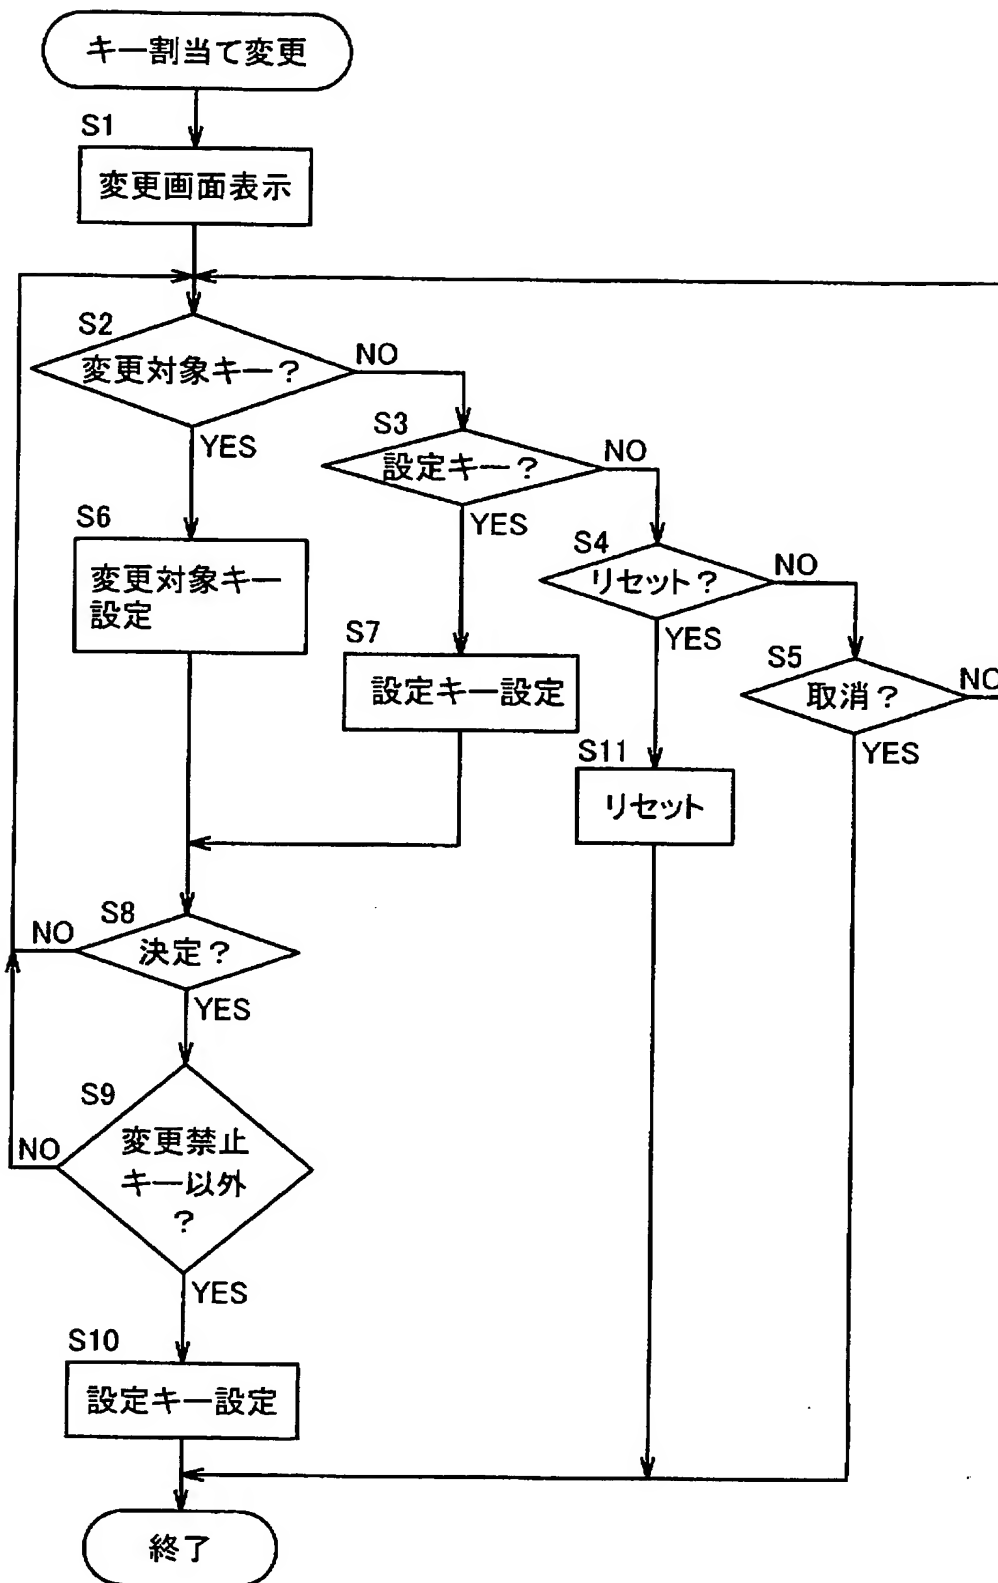 キー割当て変更
S1
変更画面表示
S2
変更対象キー？
NO
YES
S3
設定キー？
NO
YES
S4
リセット？
NO
YES
S5
取消？
NO
YES
S6
変更対象キー
設定
S7
設定キー設定
S11
リセット
S8
NO
決定？
YES
S9
NO
変更禁止
キー以外
？
YES
S10
設定キー設定
終了